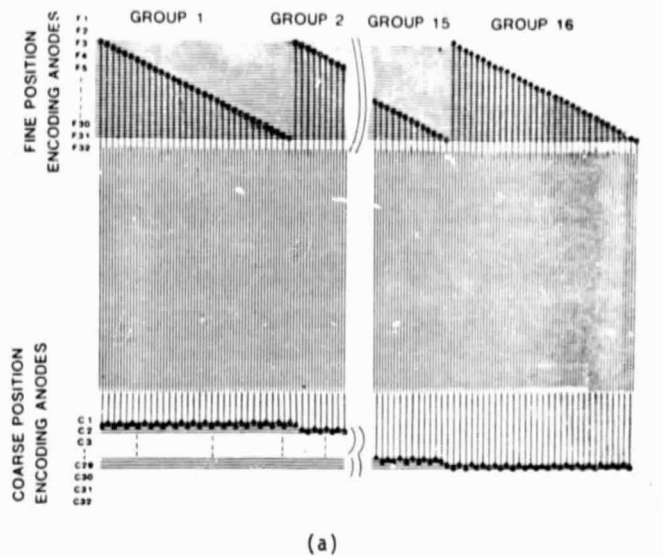 GROUP 1
GROUP 2
GROUP 15
GROUP 16
FINE POSITION
ENCODING ANODES
F1
F2
F3
F4
F5
F30
F31
F32
COARSE POSITION
ENCODING ANODES
C1
C2
C3
C29
C30
C31
C32
(a)